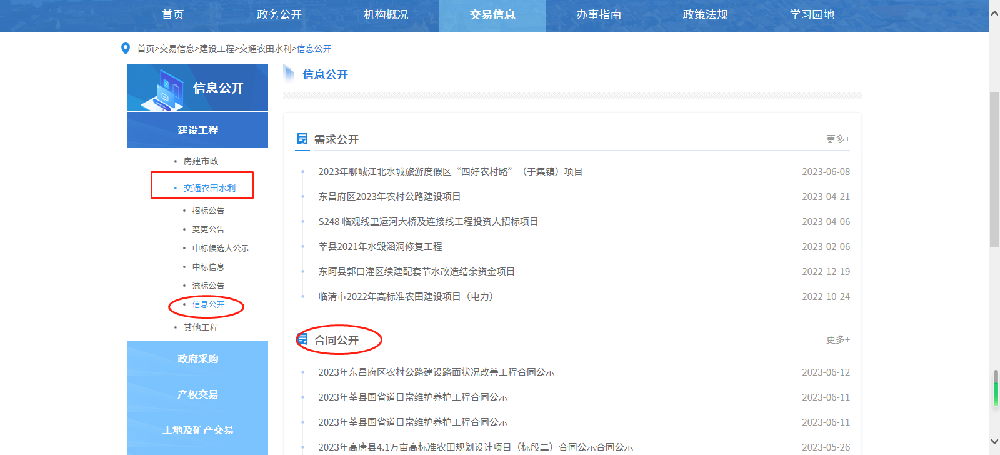 首页 政务公开 机构概况 交易信息 办事指南 政策法规 学习园地
首页>交易信息>建设工程>交通农田水利>信息公开
信息公开
建设工程
房建市政
交通农田水利
招标公告
变更公告
中标候选人公示
中标信息
流标公告
信息公开
其他工程
政府采购
产权交易
土地及矿产交易
信息公开
需求公开 更多+
2023年聊城江北水城旅游度假区“四好农村路”（于集镇）项目 2023-06-08
东昌府区2023年农村公路建设项目 2023-04-21
S248 临观线卫运河大桥及连接线工程投资人招标项目 2023-04-06
莘县2021年水毁涵洞修复工程 2023-02-06
东阿县郭口灌区续建配套节水改造结余资金项目 2022-12-19
临清市2022年高标准农田建设项目（电力） 2022-10-24
合同公开 更多+
2023年东昌府区农村公路建设路面状况改善工程合同公示 2023-06-12
2023年莘县国省道日常维护养护工程合同公示 2023-06-11
2023年莘县国省道日常维护养护工程合同公示 2023-06-11
2023年高唐县4.1万亩高标准农田规划设计项目（标段二）合同公示合同公示 2023-05-26